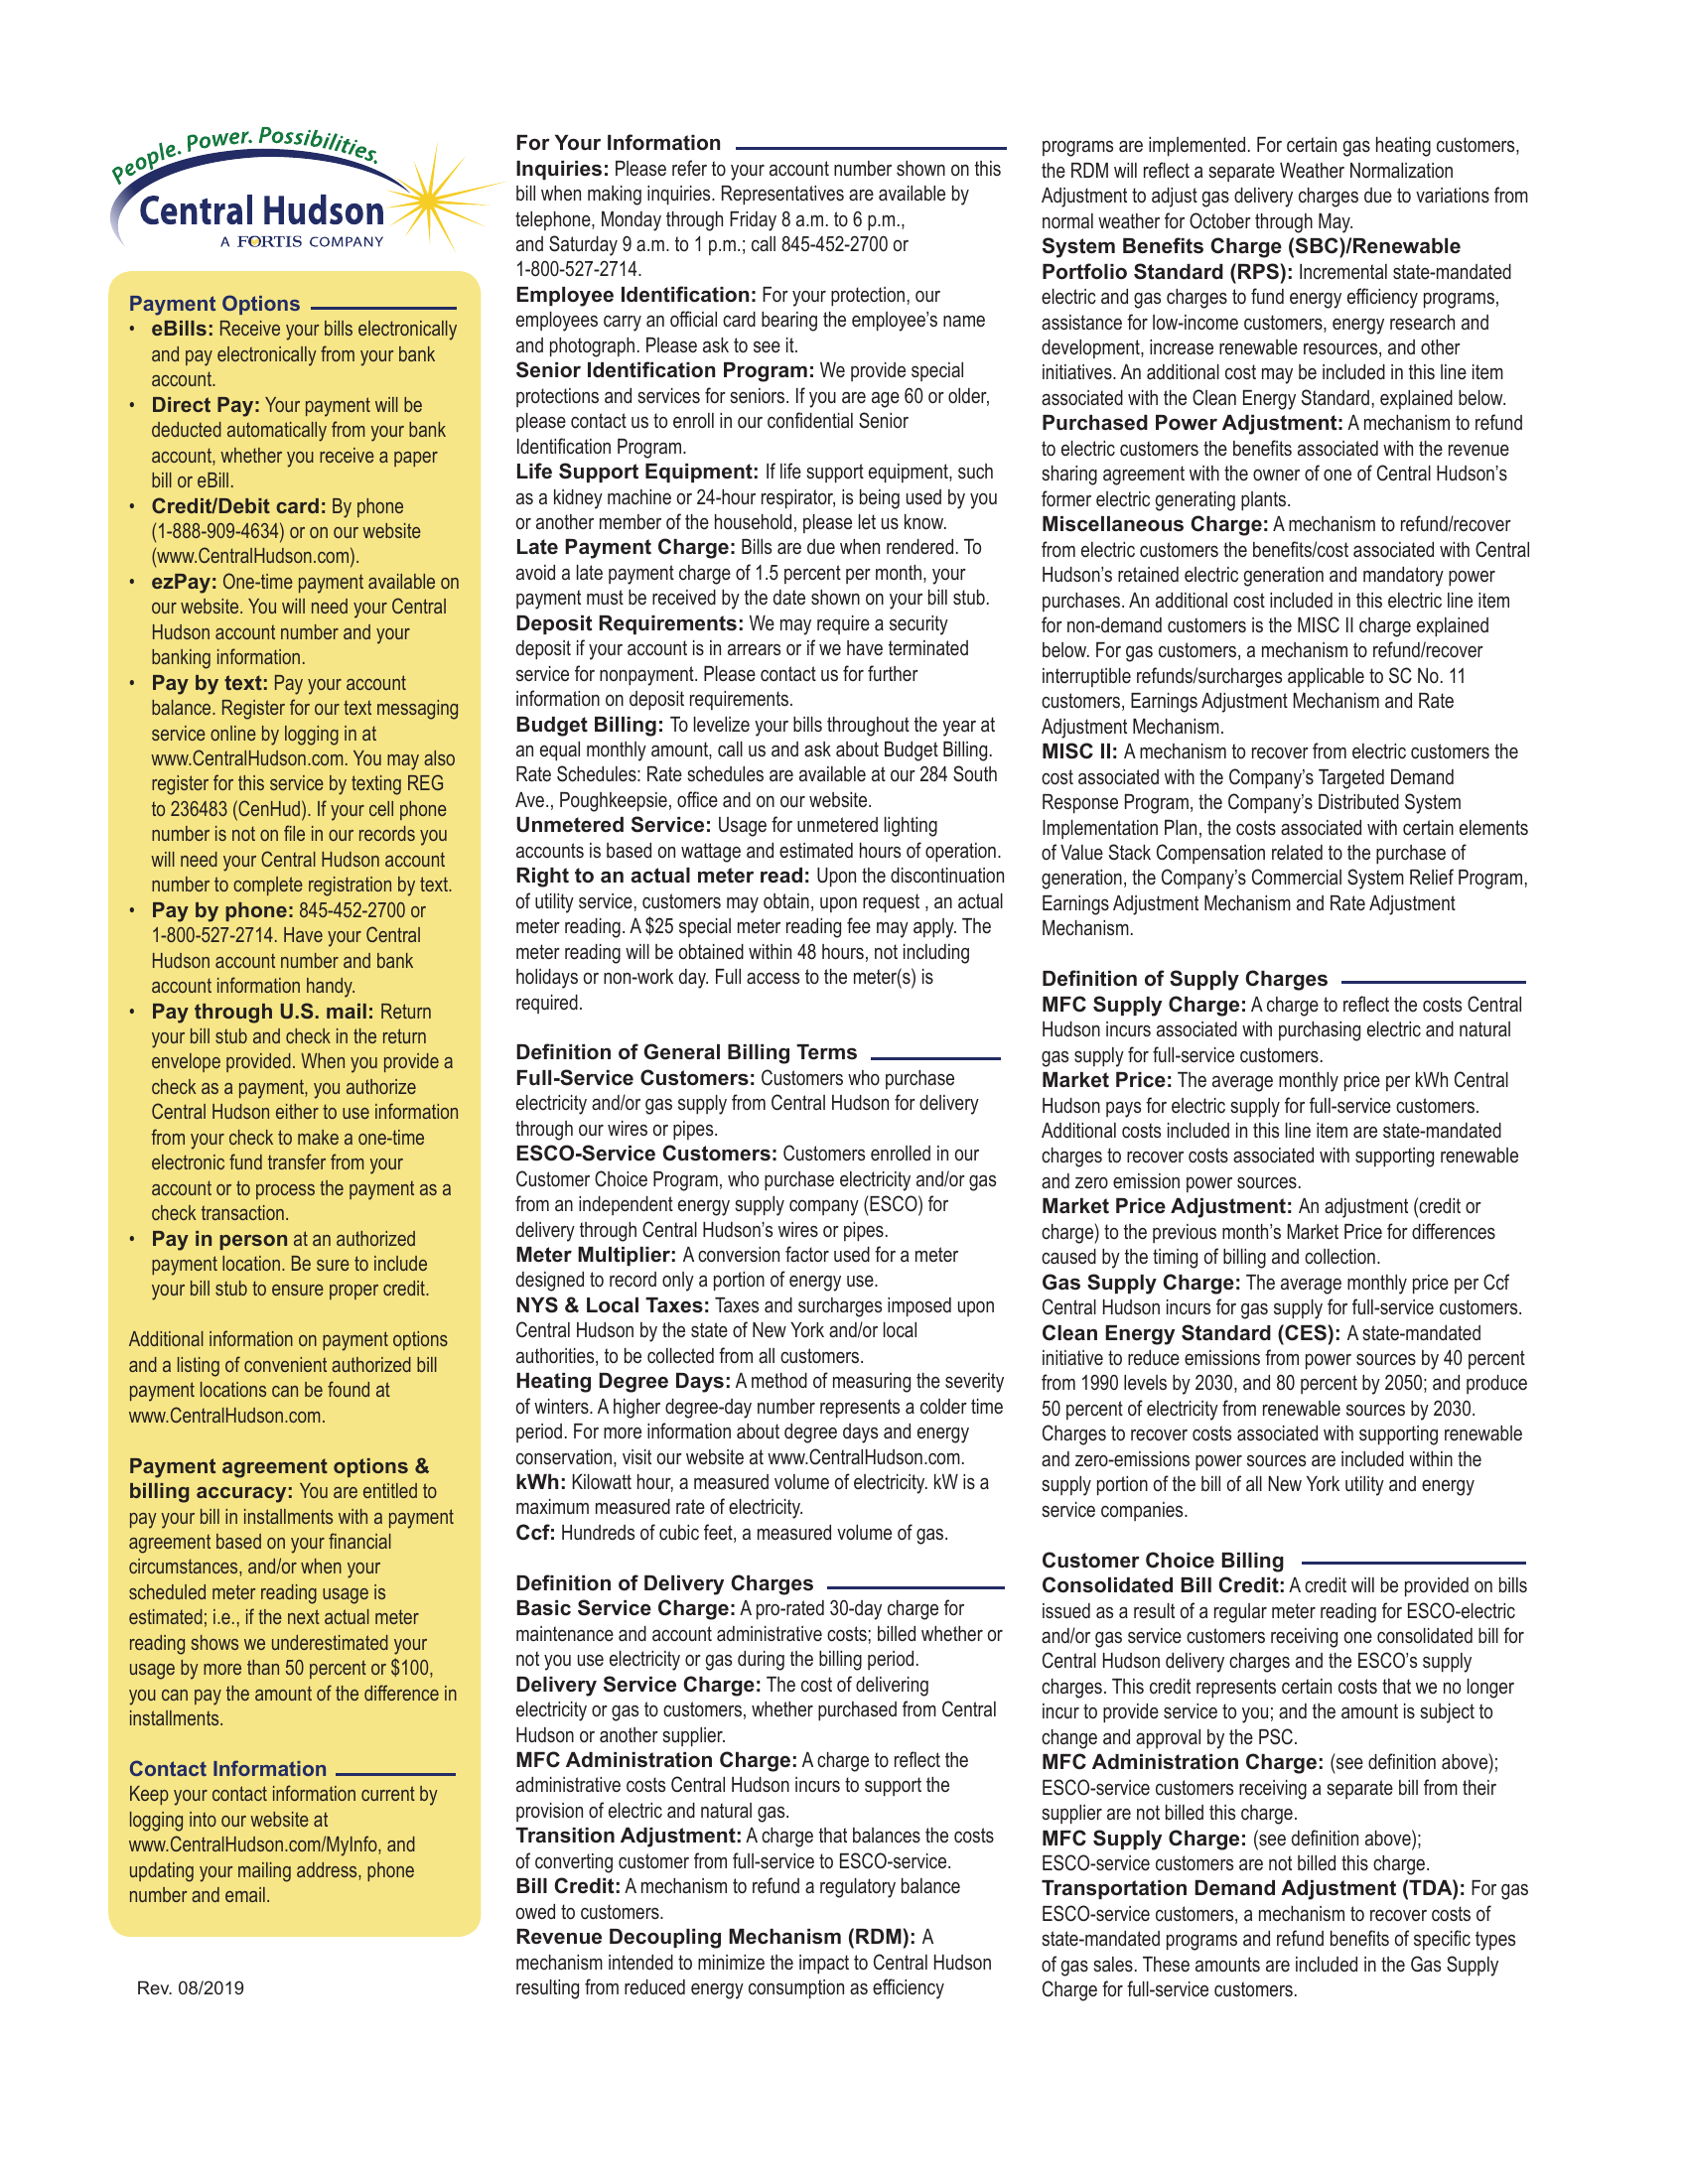 People. Power. Possibilities.
Central Hudson
A FORTIS COMPANY
Payment Options
• eBills: Receive your bills electronically
and pay electronically from your bank
account.
• Direct Pay: Your payment will be
deducted automatically from your bank
account, whether you receive a paper
bill or eBill.
• Credit/Debit card: By phone
(1-888-909-4634) or on our website
(www.CentralHudson.com).
• ezPay: One-time payment available on
our website. You will need your Central
Hudson account number and your
banking information.
• Pay by text: Pay your account
balance. Register for our text messaging
service online by logging in at
www.CentralHudson.com. You may also
register for this service by texting REG
to 236483 (CenHud). If your cell phone
number is not on file in our records you
will need your Central Hudson account
number to complete registration by text.
• Pay by phone: 845-452-2700 or
1-800-527-2714. Have your Central
Hudson account number and bank
account information handy.
• Pay through U.S. mail: Return
your bill stub and check in the return
envelope provided. When you provide a
check as a payment, you authorize
Central Hudson either to use information
from your check to make a one-time
electronic fund transfer from your
account or to process the payment as a
check transaction.
• Pay in person at an authorized
payment location. Be sure to include
your bill stub to ensure proper credit.
Additional information on payment options
and a listing of convenient authorized bill
payment locations can be found at
www.CentralHudson.com.
Payment agreement options &
billing accuracy: You are entitled to
pay your bill in installments with a payment
agreement based on your financial
circumstances, and/or when your
scheduled meter reading usage is
estimated; i.e., if the next actual meter
reading shows we underestimated your
usage by more than 50 percent or $100,
you can pay the amount of the difference in
installments.
Contact Information
Keep your contact information current by
logging into our website at
www.CentralHudson.com/MyInfo, and
updating your mailing address, phone
number and email.
Rev. 08/2019
For Your Information
Inquiries: Please refer to your account number shown on this
bill when making inquiries. Representatives are available by
telephone, Monday through Friday 8 a.m. to 6 p.m.,
and Saturday 9 a.m. to 1 p.m.; call 845-452-2700 or
1-800-527-2714.
Employee Identification: For your protection, our
employees carry an official card bearing the employee's name
and photograph. Please ask to see it.
Senior Identification Program: We provide special
protections and services for seniors. If you are age 60 or older,
please contact us to enroll in our confidential Senior
Identification Program.
Life Support Equipment: If life support equipment, such
as a kidney machine or 24-hour respirator, is being used by you
or another member of the household, please let us know.
Late Payment Charge: Bills are due when rendered. To
avoid a late payment charge of 1.5 percent per month, your
payment must be received by the date shown on your bill stub.
Deposit Requirements: We may require a security
deposit if your account is in arrears or if we have terminated
service for nonpayment. Please contact us for further
information on deposit requirements.
Budget Billing: To levelize your bills throughout the year at
an equal monthly amount, call us and ask about Budget Billing.
Rate Schedules: Rate schedules are available at our 284 South
Ave., Poughkeepsie, office and on our website.
Unmetered Service: Usage for unmetered lighting
accounts is based on wattage and estimated hours of operation.
Right to an actual meter read: Upon the discontinuation
of utility service, customers may obtain, upon request , an actual
meter reading. A $25 special meter reading fee may apply. The
meter reading will be obtained within 48 hours, not including
holidays or non-work day. Full access to the meter(s) is
required.
Definition of General Billing Terms
Full-Service Customers: Customers who purchase
electricity and/or gas supply from Central Hudson for delivery
through our wires or pipes.
ESCO-Service Customers: Customers enrolled in our
Customer Choice Program, who purchase electricity and/or gas
from an independent energy supply company (ESCO) for
delivery through Central Hudson's wires or pipes.
Meter Multiplier: A conversion factor used for a meter
designed to record only a portion of energy use.
NYS & Local Taxes: Taxes and surcharges imposed upon
Central Hudson by the state of New York and/or local
authorities, to be collected from all customers.
Heating Degree Days: A method of measuring the severity
of winters. A higher degree-day number represents a colder time
period. For more information about degree days and energy
conservation, visit our website at www.CentralHudson.com.
kWh: Kilowatt hour, a measured volume of electricity. kW is a
maximum measured rate of electricity.
Ccf: Hundreds of cubic feet, a measured volume of gas.
Definition of Delivery Charges
Basic Service Charge: A pro-rated 30-day charge for
maintenance and account administrative costs; billed whether or
not you use electricity or gas during the billing period.
Delivery Service Charge: The cost of delivering
electricity or gas to customers, whether purchased from Central
Hudson or another supplier.
MFC Administration Charge: A charge to reflect the
administrative costs Central Hudson incurs to support the
provision of electric and natural gas.
Transition Adjustment: A charge that balances the costs
of converting customer from full-service to ESCO-service.
Bill Credit: A mechanism to refund a regulatory balance
owed to customers.
Revenue Decoupling Mechanism (RDM): A
mechanism intended to minimize the impact to Central Hudson
resulting from reduced energy consumption as efficiency
programs are implemented. For certain gas heating customers,
the RDM will reflect a separate Weather Normalization
Adjustment to adjust gas delivery charges due to variations from
normal weather for October through May.
System Benefits Charge (SBC)/Renewable
Portfolio Standard (RPS): Incremental state-mandated
electric and gas charges to fund energy efficiency programs,
assistance for low-income customers, energy research and
development, increase renewable resources, and other
initiatives. An additional cost may be included in this line item
associated with the Clean Energy Standard, explained below.
Purchased Power Adjustment: A mechanism to refund
to electric customers the benefits associated with the revenue
sharing agreement with the owner of one of Central Hudson's
former electric generating plants.
Miscellaneous Charge: A mechanism to refund/recover
from electric customers the benefits/cost associated with Central
Hudson's retained electric generation and mandatory power
purchases. An additional cost included in this electric line item
for non-demand customers is the MISC II charge explained
below. For gas customers, a mechanism to refund/recover
interruptible refunds/surcharges applicable to SC No. 11
customers, Earnings Adjustment Mechanism and Rate
Adjustment Mechanism.
MISC II: A mechanism to recover from electric customers the
cost associated with the Company's Targeted Demand
Response Program, the Company's Distributed System
Implementation Plan, the costs associated with certain elements
of Value Stack Compensation related to the purchase of
generation, the Company's Commercial System Relief Program,
Earnings Adjustment Mechanism and Rate Adjustment
Mechanism.
Definition of Supply Charges
MFC Supply Charge: A charge to reflect the costs Central
Hudson incurs associated with purchasing electric and natural
gas supply for full-service customers.
Market Price: The average monthly price per kWh Central
Hudson pays for electric supply for full-service customers.
Additional costs included in this line item are state-mandated
charges to recover costs associated with supporting renewable
and zero emission power sources.
Market Price Adjustment: An adjustment (credit or
charge) to the previous month's Market Price for differences
caused by the timing of billing and collection.
Gas Supply Charge: The average monthly price per Ccf
Central Hudson incurs for gas supply for full-service customers.
Clean Energy Standard (CES): A state-mandated
initiative to reduce emissions from power sources by 40 percent
from 1990 levels by 2030, and 80 percent by 2050; and produce
50 percent of electricity from renewable sources by 2030.
Charges to recover costs associated with supporting renewable
and zero-emissions power sources are included within the
supply portion of the bill of all New York utility and energy
service companies.
Customer Choice Billing
Consolidated Bill Credit: A credit will be provided on bills
issued as a result of a regular meter reading for ESCO-electric
and/or gas service customers receiving one consolidated bill for
Central Hudson delivery charges and the ESCO's supply
charges. This credit represents certain costs that we no longer
incur to provide service to you; and the amount is subject to
change and approval by the PSC.
MFC Administration Charge: (see definition above);
ESCO-service customers receiving a separate bill from their
supplier are not billed this charge.
MFC Supply Charge: (see definition above);
ESCO-service customers are not billed this charge.
Transportation Demand Adjustment (TDA): For gas
ESCO-service customers, a mechanism to recover costs of
state-mandated programs and refund benefits of specific types
of gas sales. These amounts are included in the Gas Supply
Charge for full-service customers.